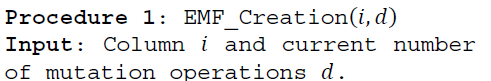 Procedure 1: EMF_Creation(i,d)
Input: Column i and current number
of mutation operations d.